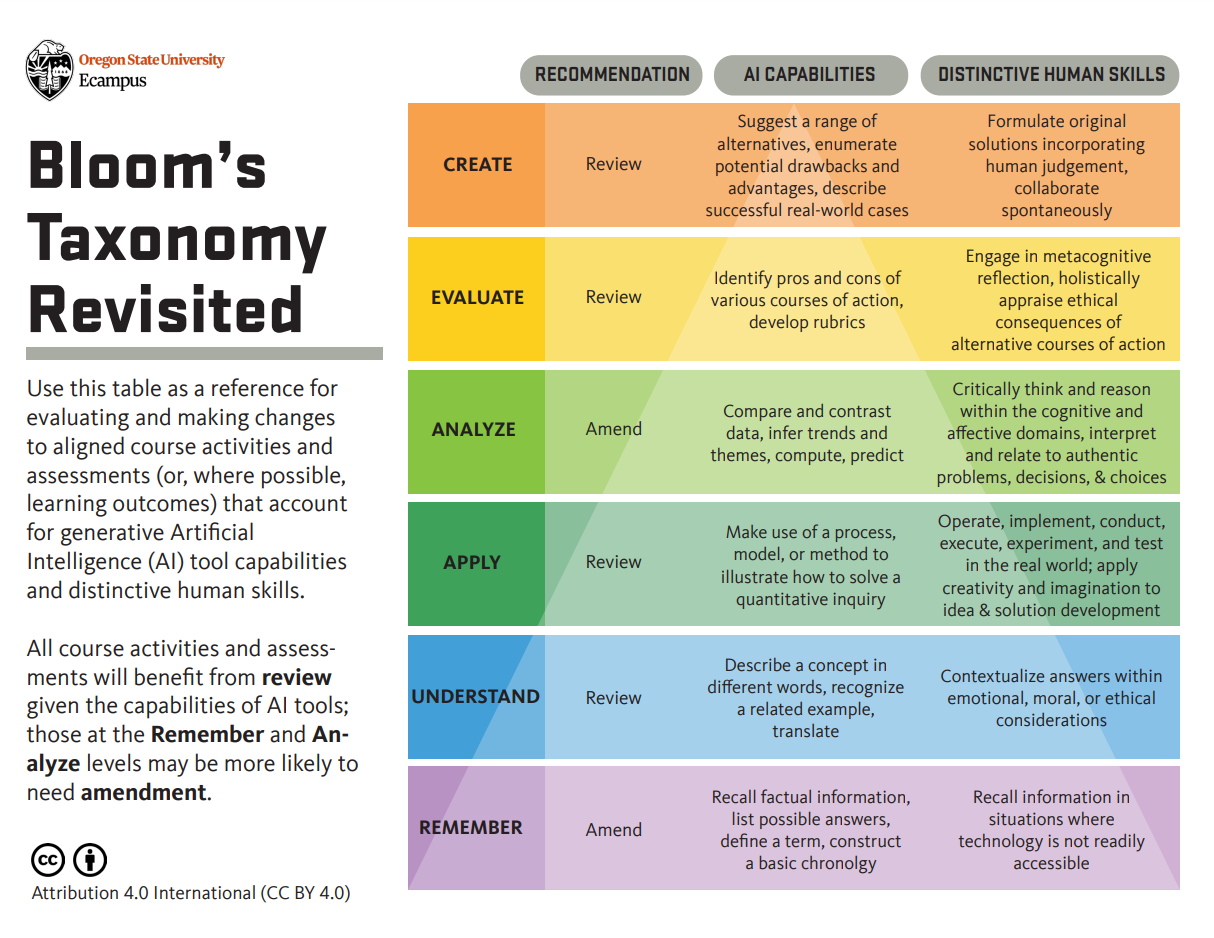 Oregon State University
Ecampus
Bloom's
Taxonomy
Revisited
Use this table as a reference for
evaluating and making changes
to aligned course activities and
assessments (or, where possible,
learning outcomes) that account
for generative Artificial
Intelligence (AI) tool capabilities
and distinctive human skills.
All course activities and assess-
ments will benefit from review
given the capabilities of AI tools;
those at the Remember and An-
alyze levels may be more likely to
need amendment.
cc
Attribution 4.0 International (CC BY 4.0)
RECOMMENDATION
AI CAPABILITIES
DISTINCTIVE HUMAN SKILLS
CREATE
Review
Suggest a range of
alternatives, enumerate
potential drawbacks and
advantages, describe
successful real-world cases
Formulate original
solutions incorporating
human judgement,
collaborate
spontaneously
EVALUATE
Review
Identify pros and cons of
various courses of action,
develop rubrics
Engage in metacognitive
reflection, holistically
appraise ethical
consequences of
alternative courses of action
ANALYZE
Amend
Compare and contrast
data, infer trends and
themes, compute, predict
Critically think and reason
within the cognitive and
affective domains, interpret
and relate to authentic
problems, decisions, & choices
APPLY
Review
Make use of a process,
model, or method to
illustrate how to solve a
quantitative inquiry
Operate, implement, conduct,
execute, experiment, and test
in the real world; apply
creativity and imagination to
idea & solution development
UNDERSTAND
Review
Describe a concept in
different words, recognize
a related example,
translate
Contextualize answers within
emotional, moral, or ethical
considerations
REMEMBER
Amend
Recall factual information,
list possible answers,
define a term, construct
a basic chronolgy
Recall information in
situations where
technology is not readily
accessible